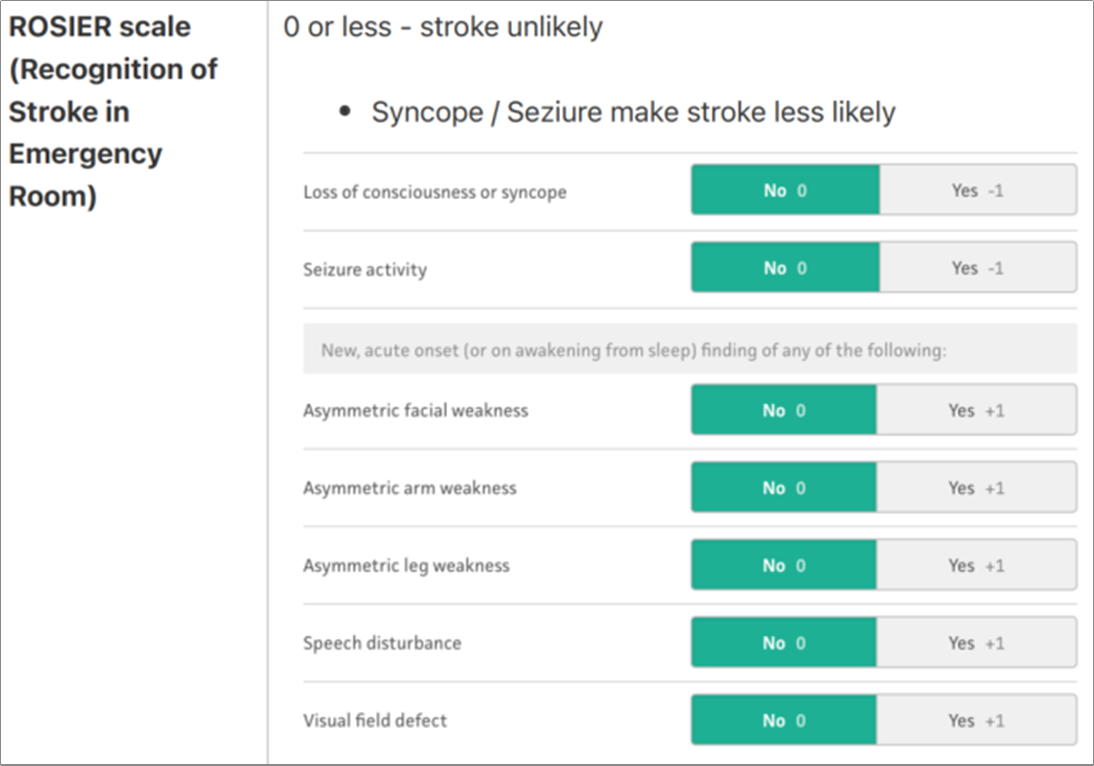 ROSIER scale
(Recognition of
Stroke in
Emergency
Room)
0 or less - stroke unlikely
• Syncope / Seziure make stroke less likely
Loss of consciousness or syncope No 0 Yes -1
Seizure activity No 0 Yes -1
New, acute onset (or on awakening from sleep) finding of any of the following:
Asymmetric facial weakness No 0 Yes +1
Asymmetric arm weakness No 0 Yes +1
Asymmetric leg weakness No 0 Yes +1
Speech disturbance No 0 Yes +1
Visual field defect No 0 Yes +1